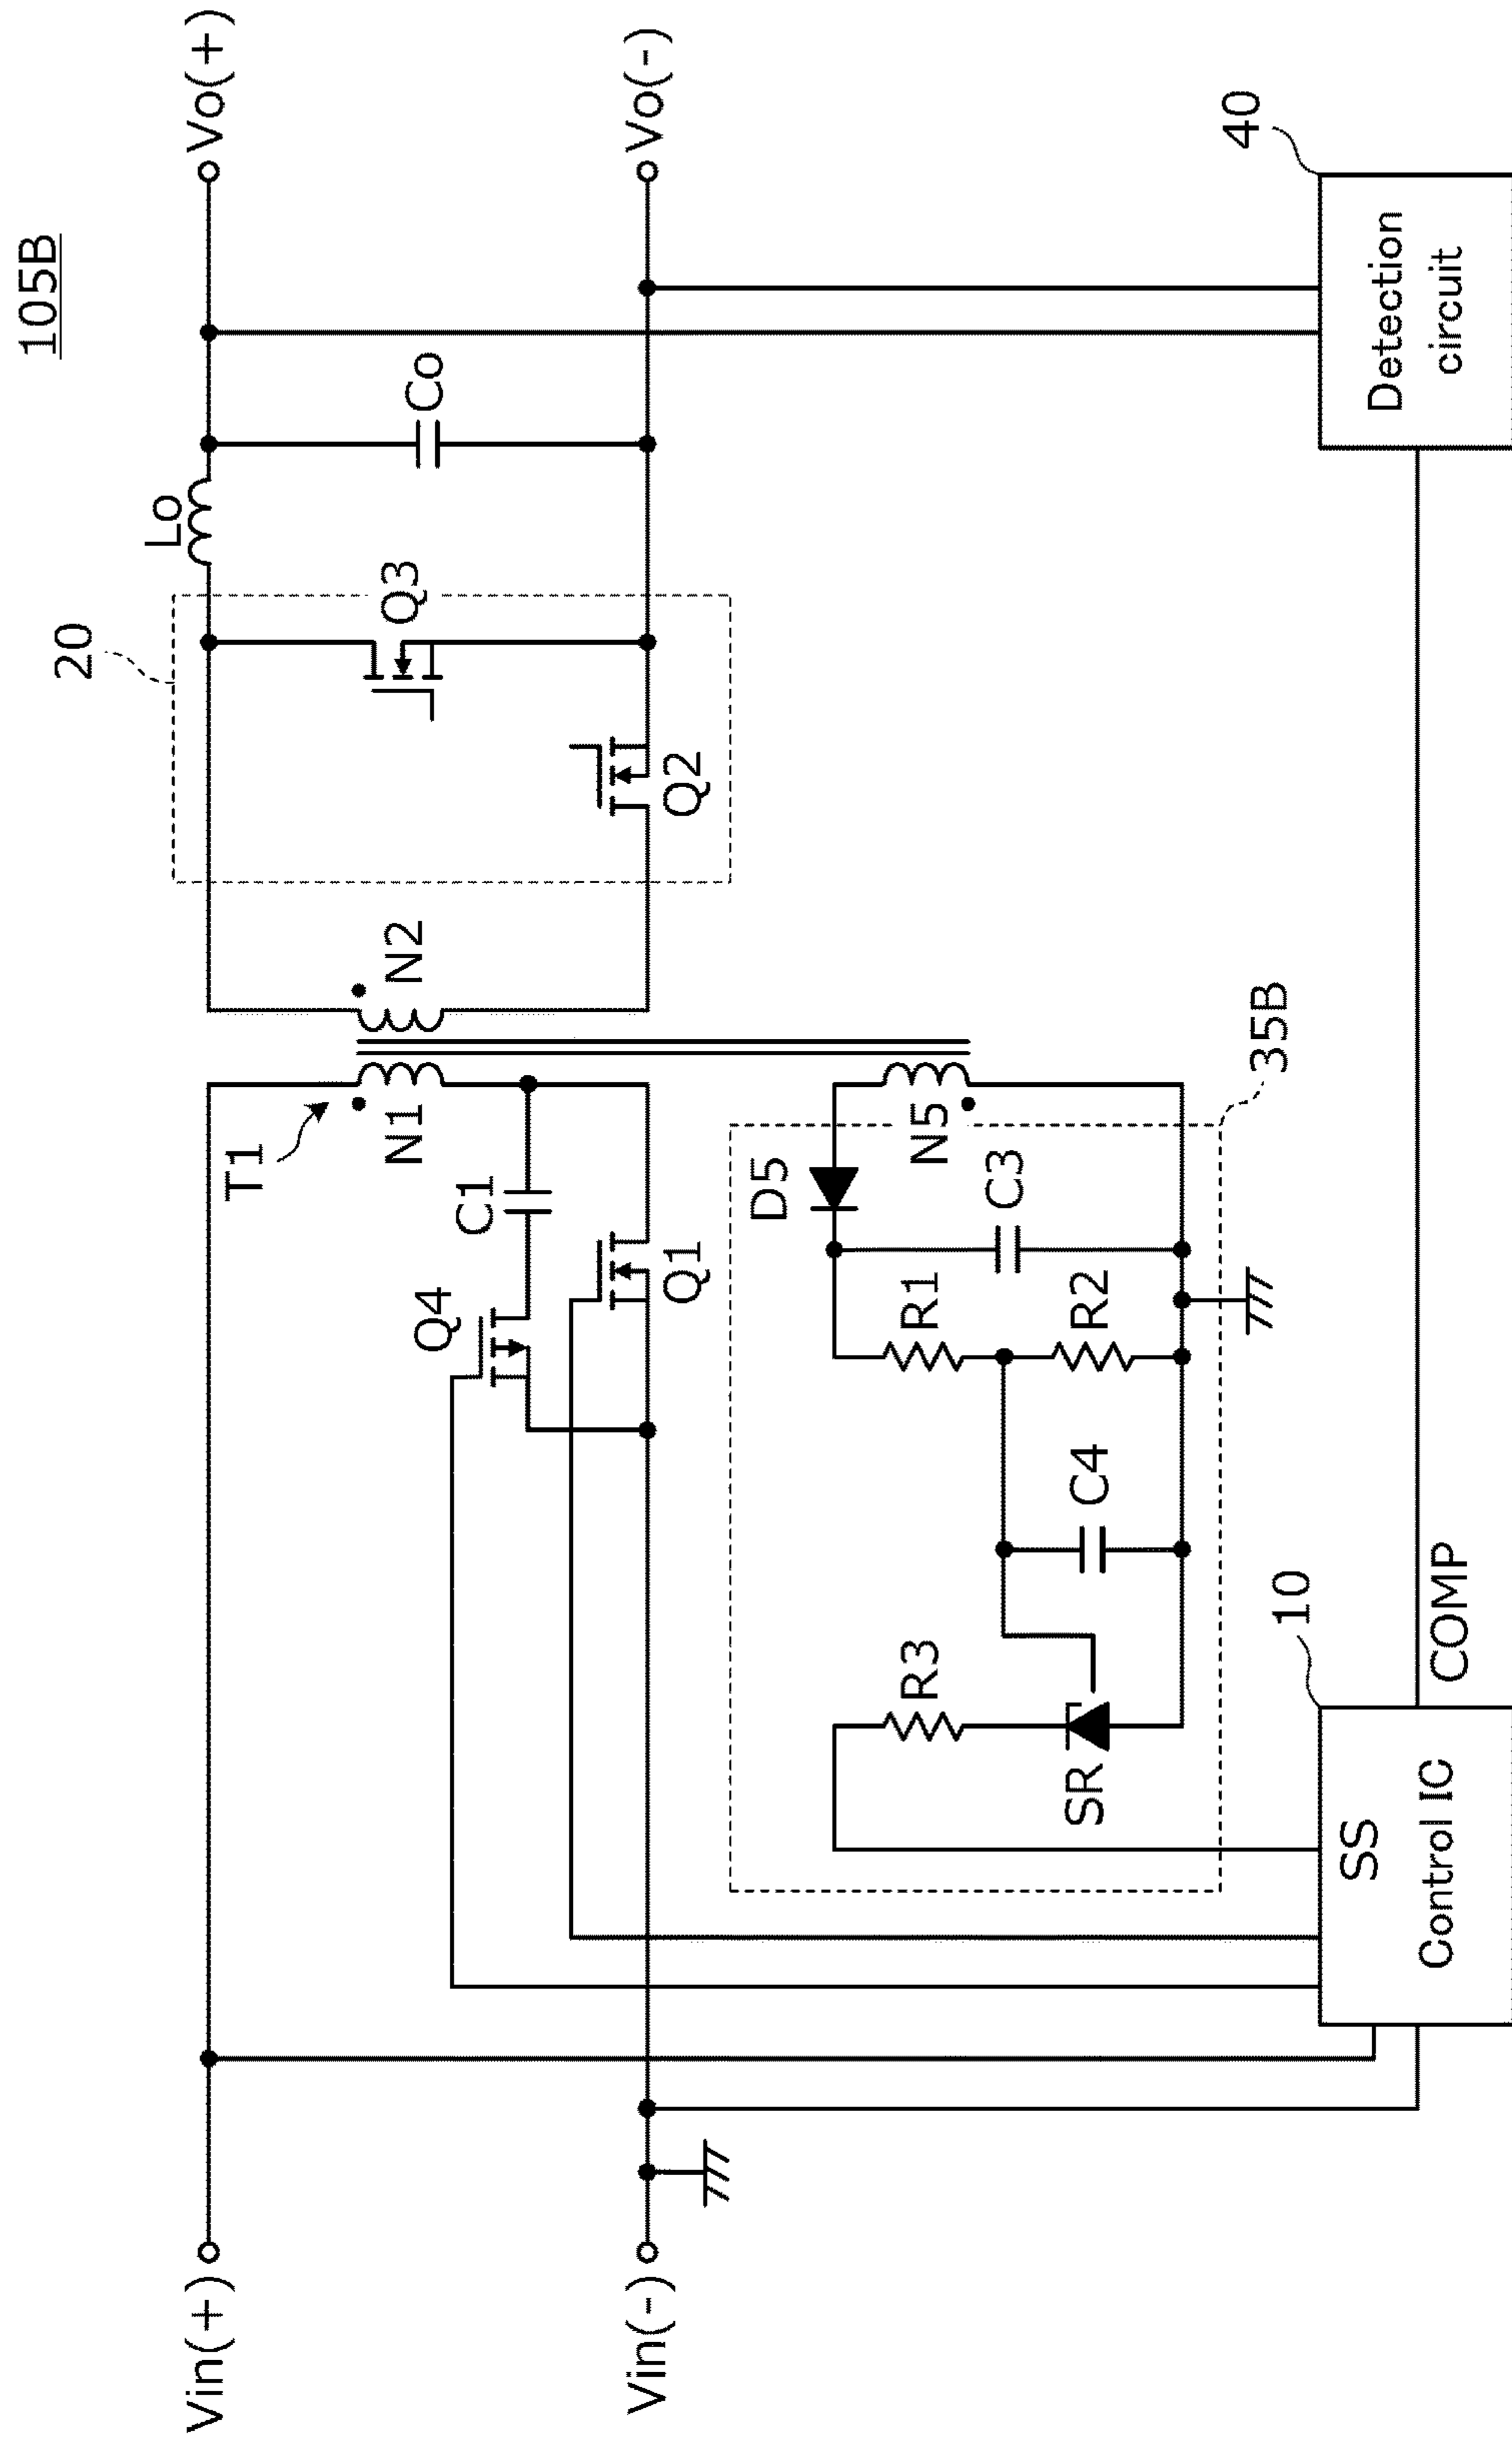 105B
Vin(+)
Vin(-)
Vo(+)
Vo(-)
T1
N1
N2
20
Lo
Co
Q3
Q2
C1
Q4
Q1
N5
D5
C3
R1
R2
C4
R3
SR
35B
10
SS
Control IC
COMP
40
Detection
circuit